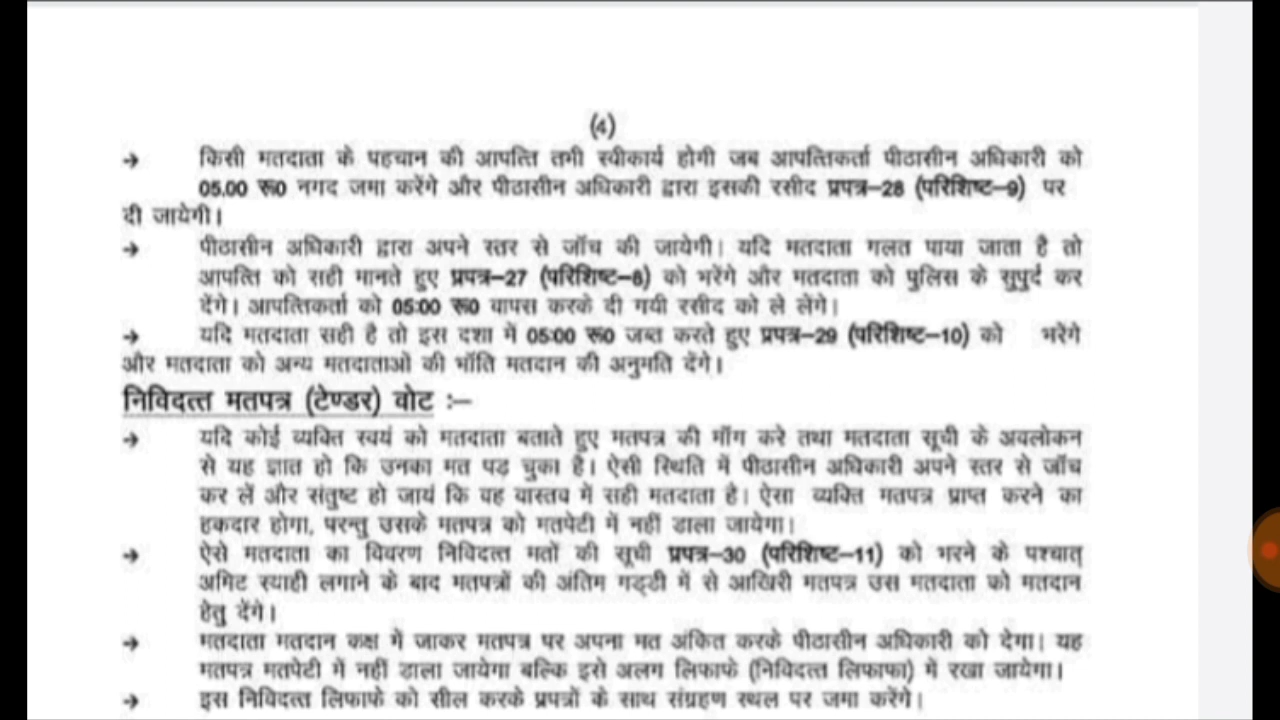 (4)
→ किसी मतदाता के पहचान की आपत्ति तभी स्वीकार्य होगी जब आपत्तिकर्ता पीठासीन अधिकारी को
05.00 रू0 नगद जमा करेंगे और पीठासीन अधिकारी द्वारा इसकी रसीद प्रपत्र–28 (परिशिष्ट–9) पर
दी जायेगी।
→ पीठासीन अधिकारी द्वारा अपने स्तर से जॉच की जायेगी। यदि मतदाता गलत पाया जाता है तो
आपत्ति को सही मानते हुए प्रपत्र–27 (परिशिष्ट–8) को भरेंगे और मतदाता को पुलिस के सुपुर्द कर
देंगे। आपत्तिकर्ता को 05:00 रू0 वापस करके दी गयी रसीद को ले लेंगे।
→ यदि मतदाता सही है तो इस दशा में 05:00 रू0 जब्त करते हुए प्रपत्र–29 (परिशिष्ट–10) को भरेंगे
और मतदाता को अन्य मतदाताओं की भॉति मतदान की अनुमति देंगे।
निविदत्त मतपत्र (टेण्डर) वोट :–
→ यदि कोई व्यक्ति स्वयं को मतदाता बताते हुए मतपत्र की मॉग करे तथा मतदाता सूची के अवलोकन
से यह ज्ञात हो कि उनका मत पड़ चुका है। ऐसी स्थिति में पीठासीन अधिकारी अपने स्तर से जॉच
कर लें और संतुष्ट हो जायं कि वह वास्तव में सही मतदाता है। ऐसा व्यक्ति मतपत्र प्राप्त करने का
हकदार होगा, परन्तु उसके मतपत्र को मतपेटी में नहीं डाला जायेगा।
→ ऐसे मतदाता का विवरण निविदत्त मतों की सूची प्रपत्र–30 (परिशिष्ट–11) को भरने के पश्चात्
अमिट स्याही लगाने के बाद मतपत्रों की अंतिम गड्डी में से आखिरी मतपत्र उस मतदाता को मतदान
हेतु देंगे।
→ मतदाता मतदान कक्ष में जाकर मतपत्र पर अपना मत अंकित करके पीठासीन अधिकारी को देगा। यह
मतपत्र मतपेटी में नहीं डाला जायेगा बल्कि इसे अलग लिफाफे (निविदत्त लिफाफा) में रखा जायेगा।
→ इस निविदत्त लिफाफे को सील करके प्रपत्रों के साथ संग्रहण स्थल पर जमा करेंगे।